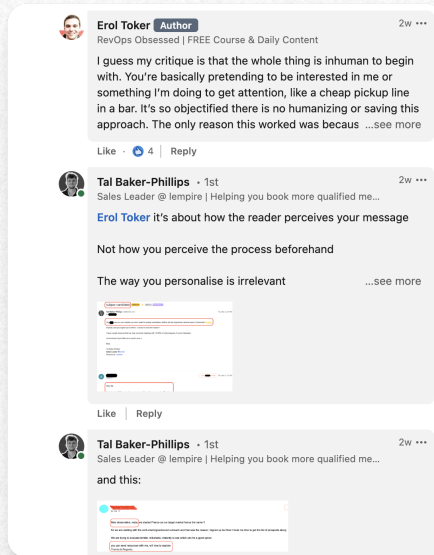 Erol Toker Author 2w •••
RevOps Obsessed | FREE Course & Daily Content
I guess my critique is that the whole thing is inhuman to begin
with. You're basically pretending to be interested in me or
something I'm doing to get attention, like a cheap pickup line
in a bar. It's so objectified there is no humanizing or saving this
approach. The only reason this worked was becaus ...see more
Like · 4 | Reply
Tal Baker-Phillips • 1st 2w •••
Sales Leader @ lempire | Helping you book more qualified me...
Erol Toker it's about how the reader perceives your message
Not how you perceive the process beforehand
The way you personalise is irrelevant ...see more
Like | Reply
Tal Baker-Phillips • 1st 2w •••
Sales Leader @ lempire | Helping you book more qualified me...
and this: